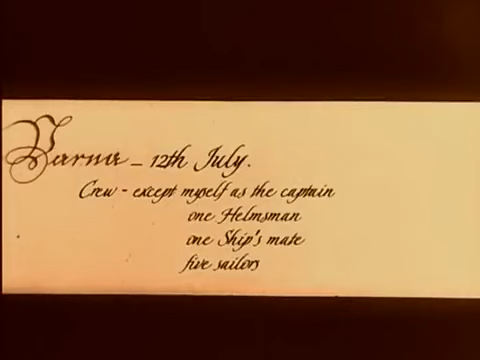 Varna – 12th July.
Crew - except myself as the captain
one Helmsman
one Ship's mate
five sailors